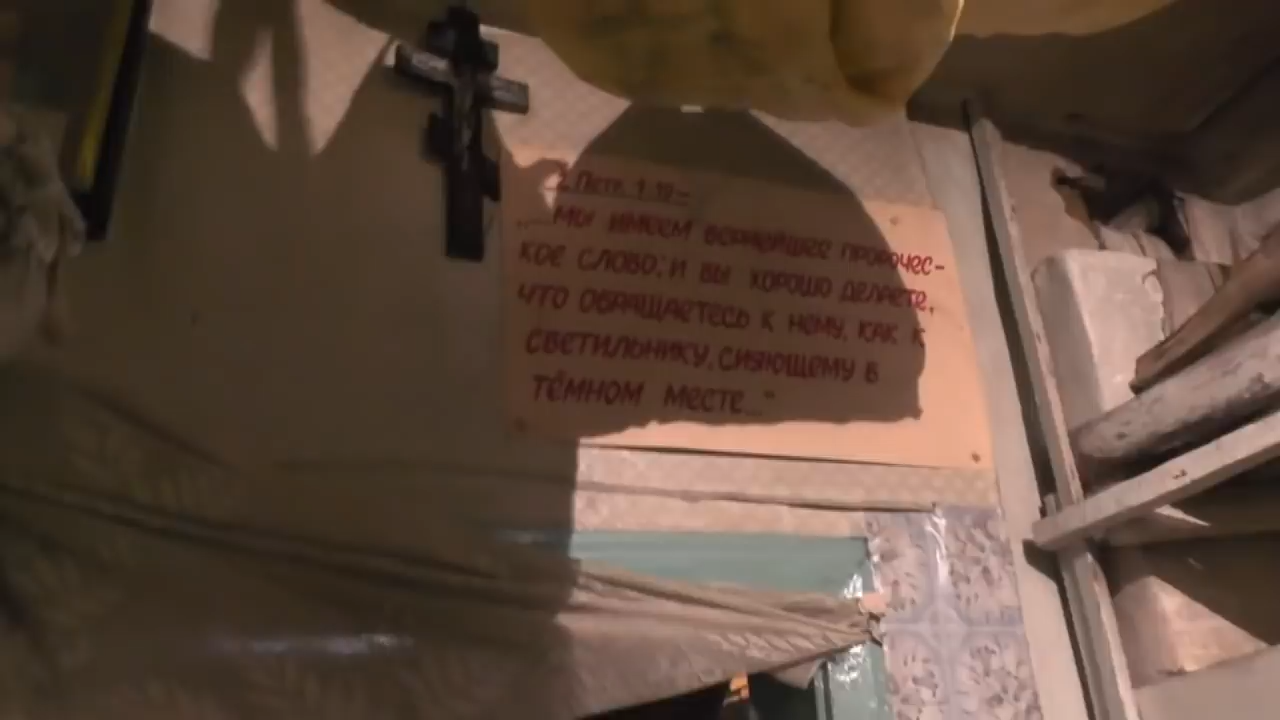 2 Петр. 1:19 –
„...Мы имеем вернейшее пророчес-
кое слово; и вы хорошо делаете,
что обращаетесь к нему, как к
светильнику, сияющему в
тёмном месте..."